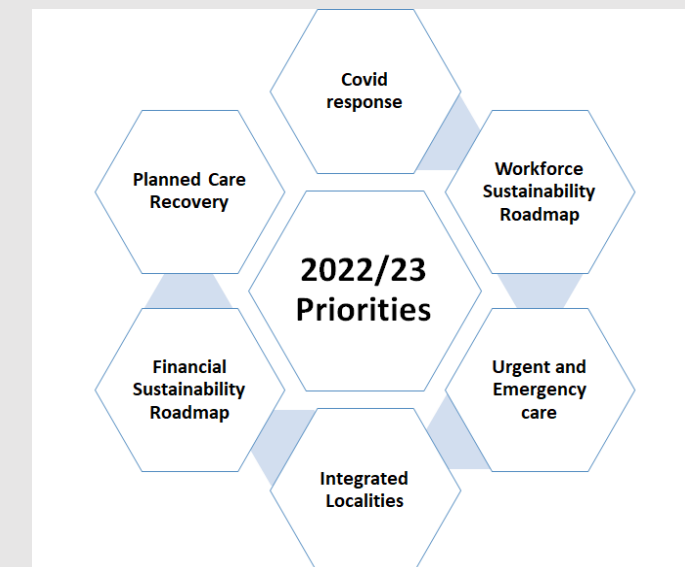 Covid
response
Workforce
Sustainability
Roadmap
Planned Care
Recovery
2022/23
Priorities
Urgent and
Emergency
care
Financial
Sustainability
Roadmap
Integrated
Localities